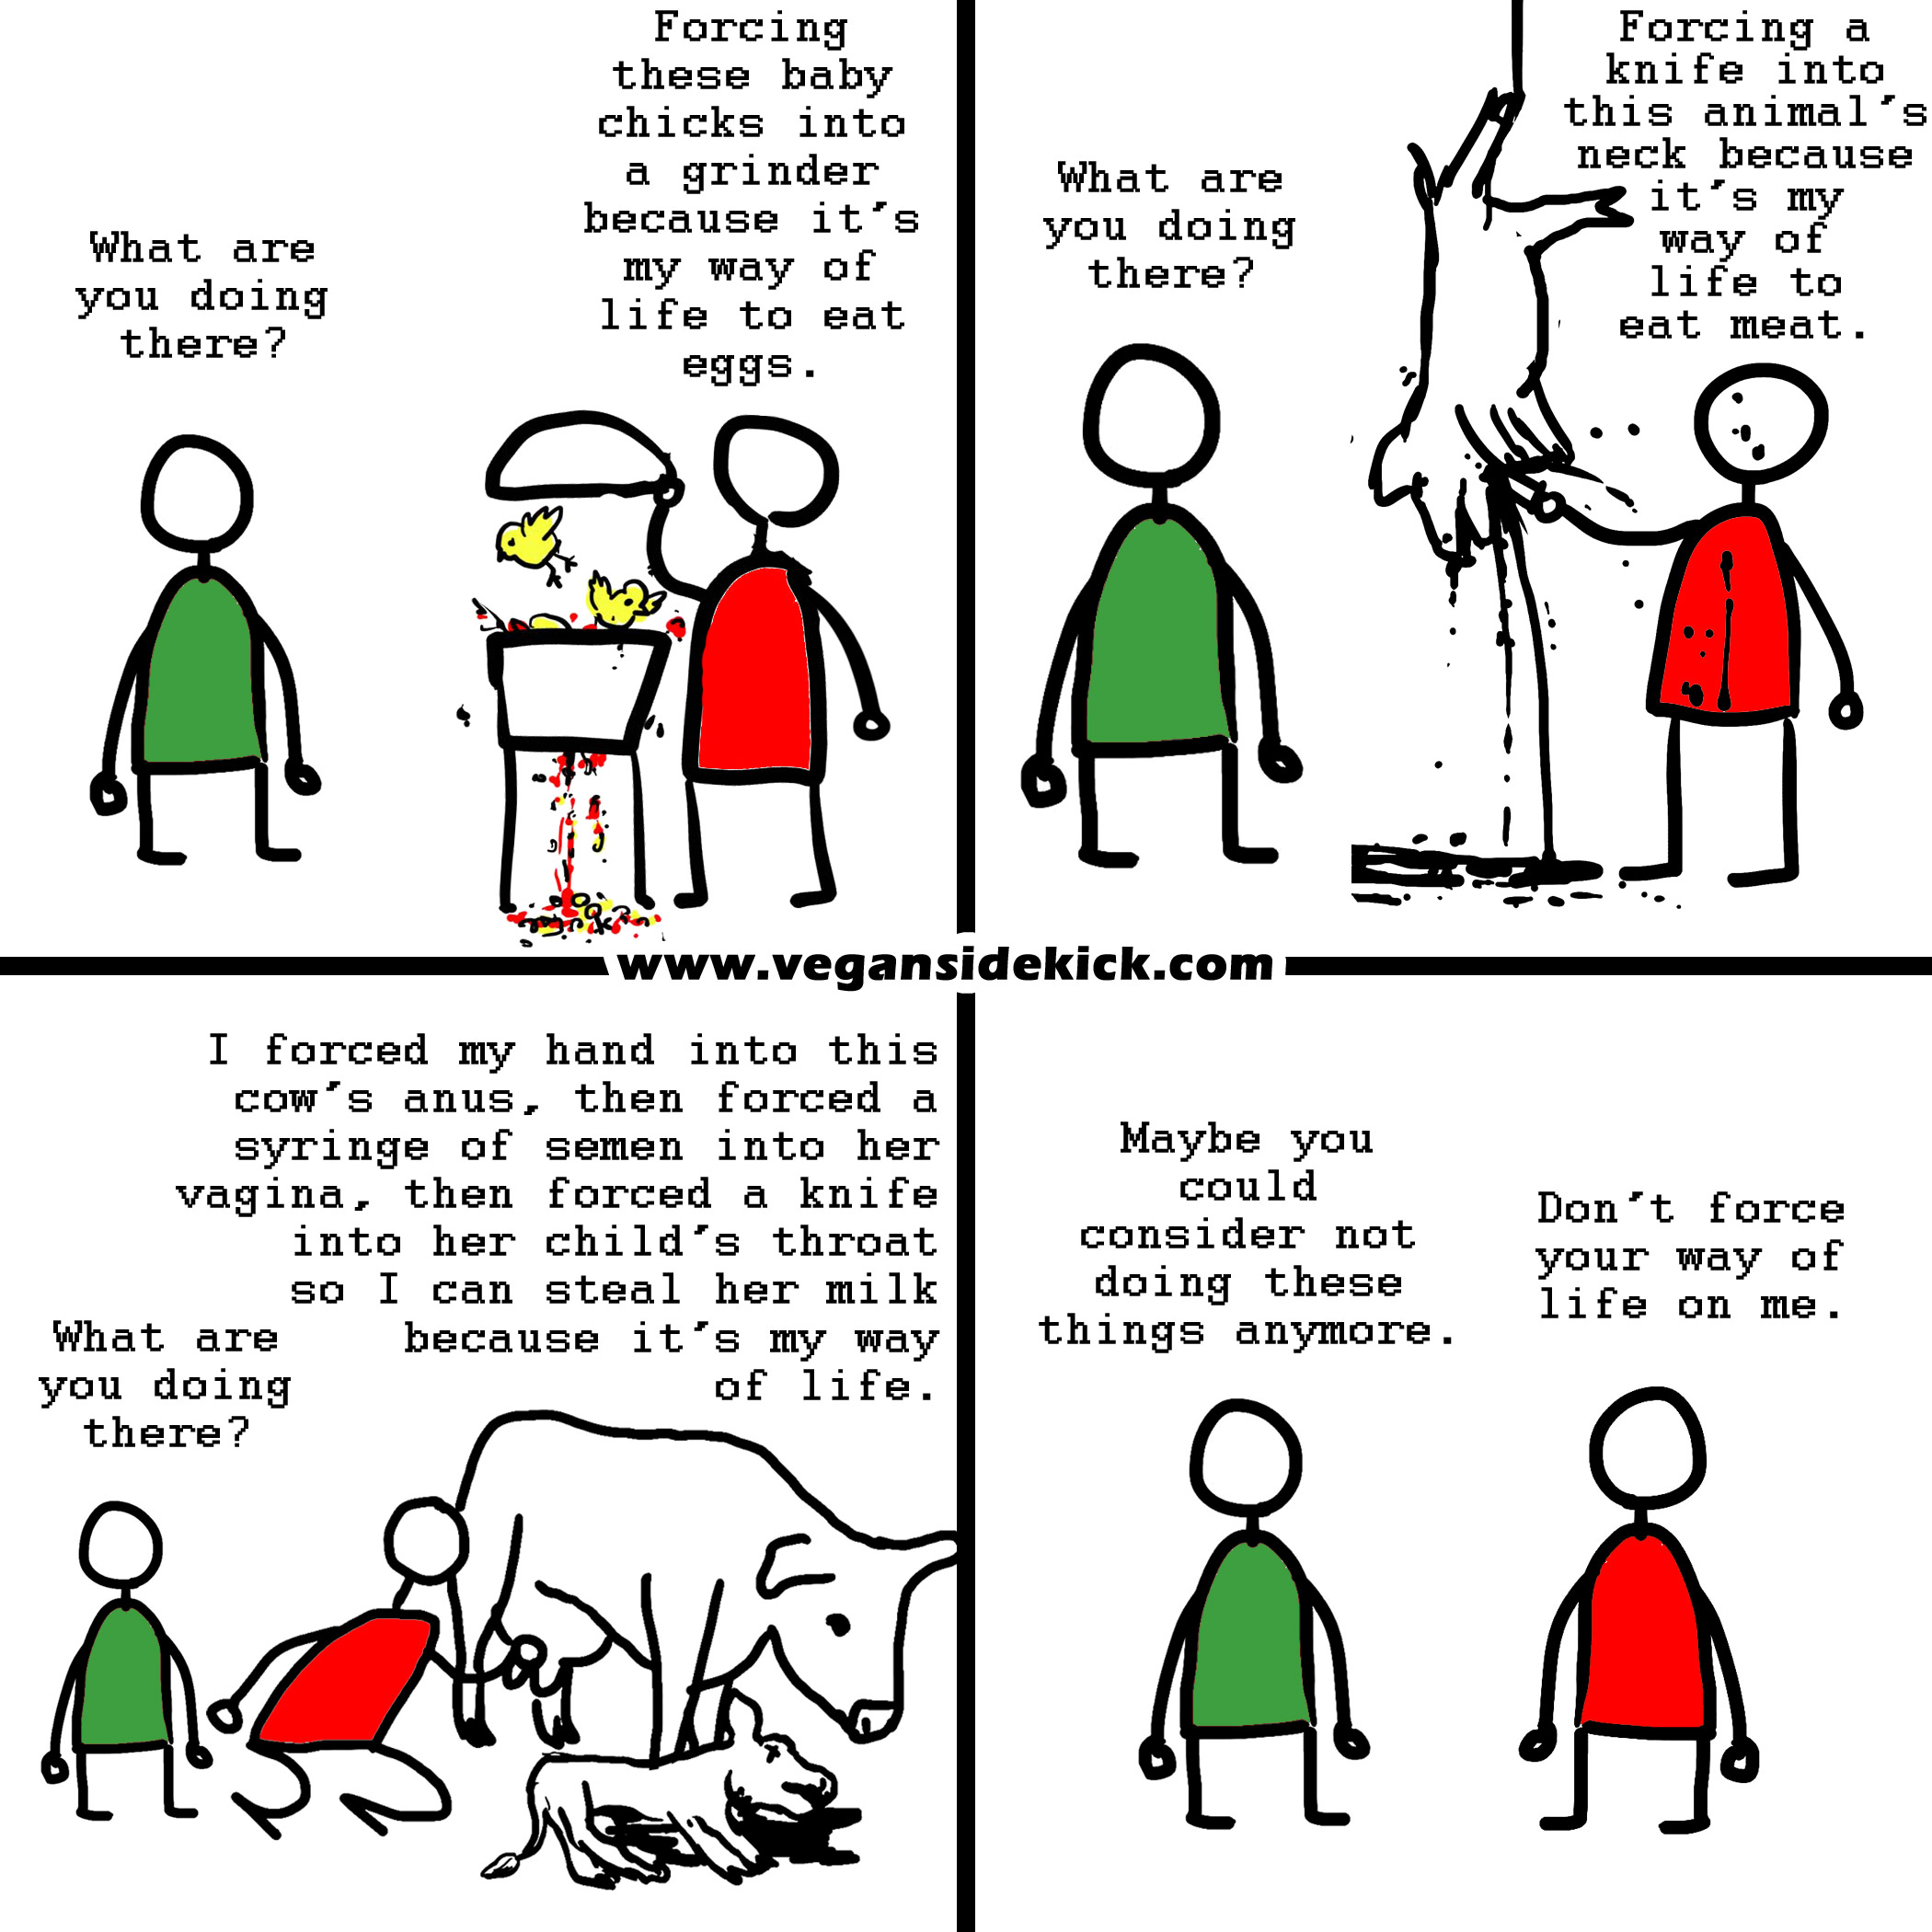 What are
you doing
there?
Forcing
these baby
chicks into
a grinder
because it's
my way of
life to eat
eggs.
What are
you doing
there?
Forcing a
knife into
this animal's
neck because
it's my
way of
life to
eat meat.
www.vegansidekick.com
What are
you doing
there?
I forced my hand into this
cow's anus, then forced a
syringe of semen into her
vagina, then forced a knife
into her child's throat
so I can steal her milk
because it's my way
of life.
Maybe you
could
consider not
doing these
things anymore.
Don't force
your way of
life on me.